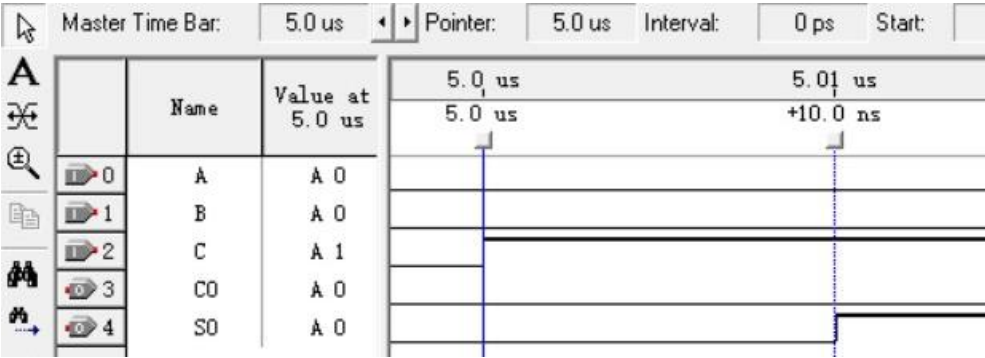 Master Time Bar: 5.0 us Pointer: 5.0 us Interval: 0 ps Start:
A
Name
Value at
5.0 us
5.0 us 5.01 us
5.0 us +10.0 ns
0 A A 0
1 B A 0
2 C A 1
3 CO A 0
4 SO A 0